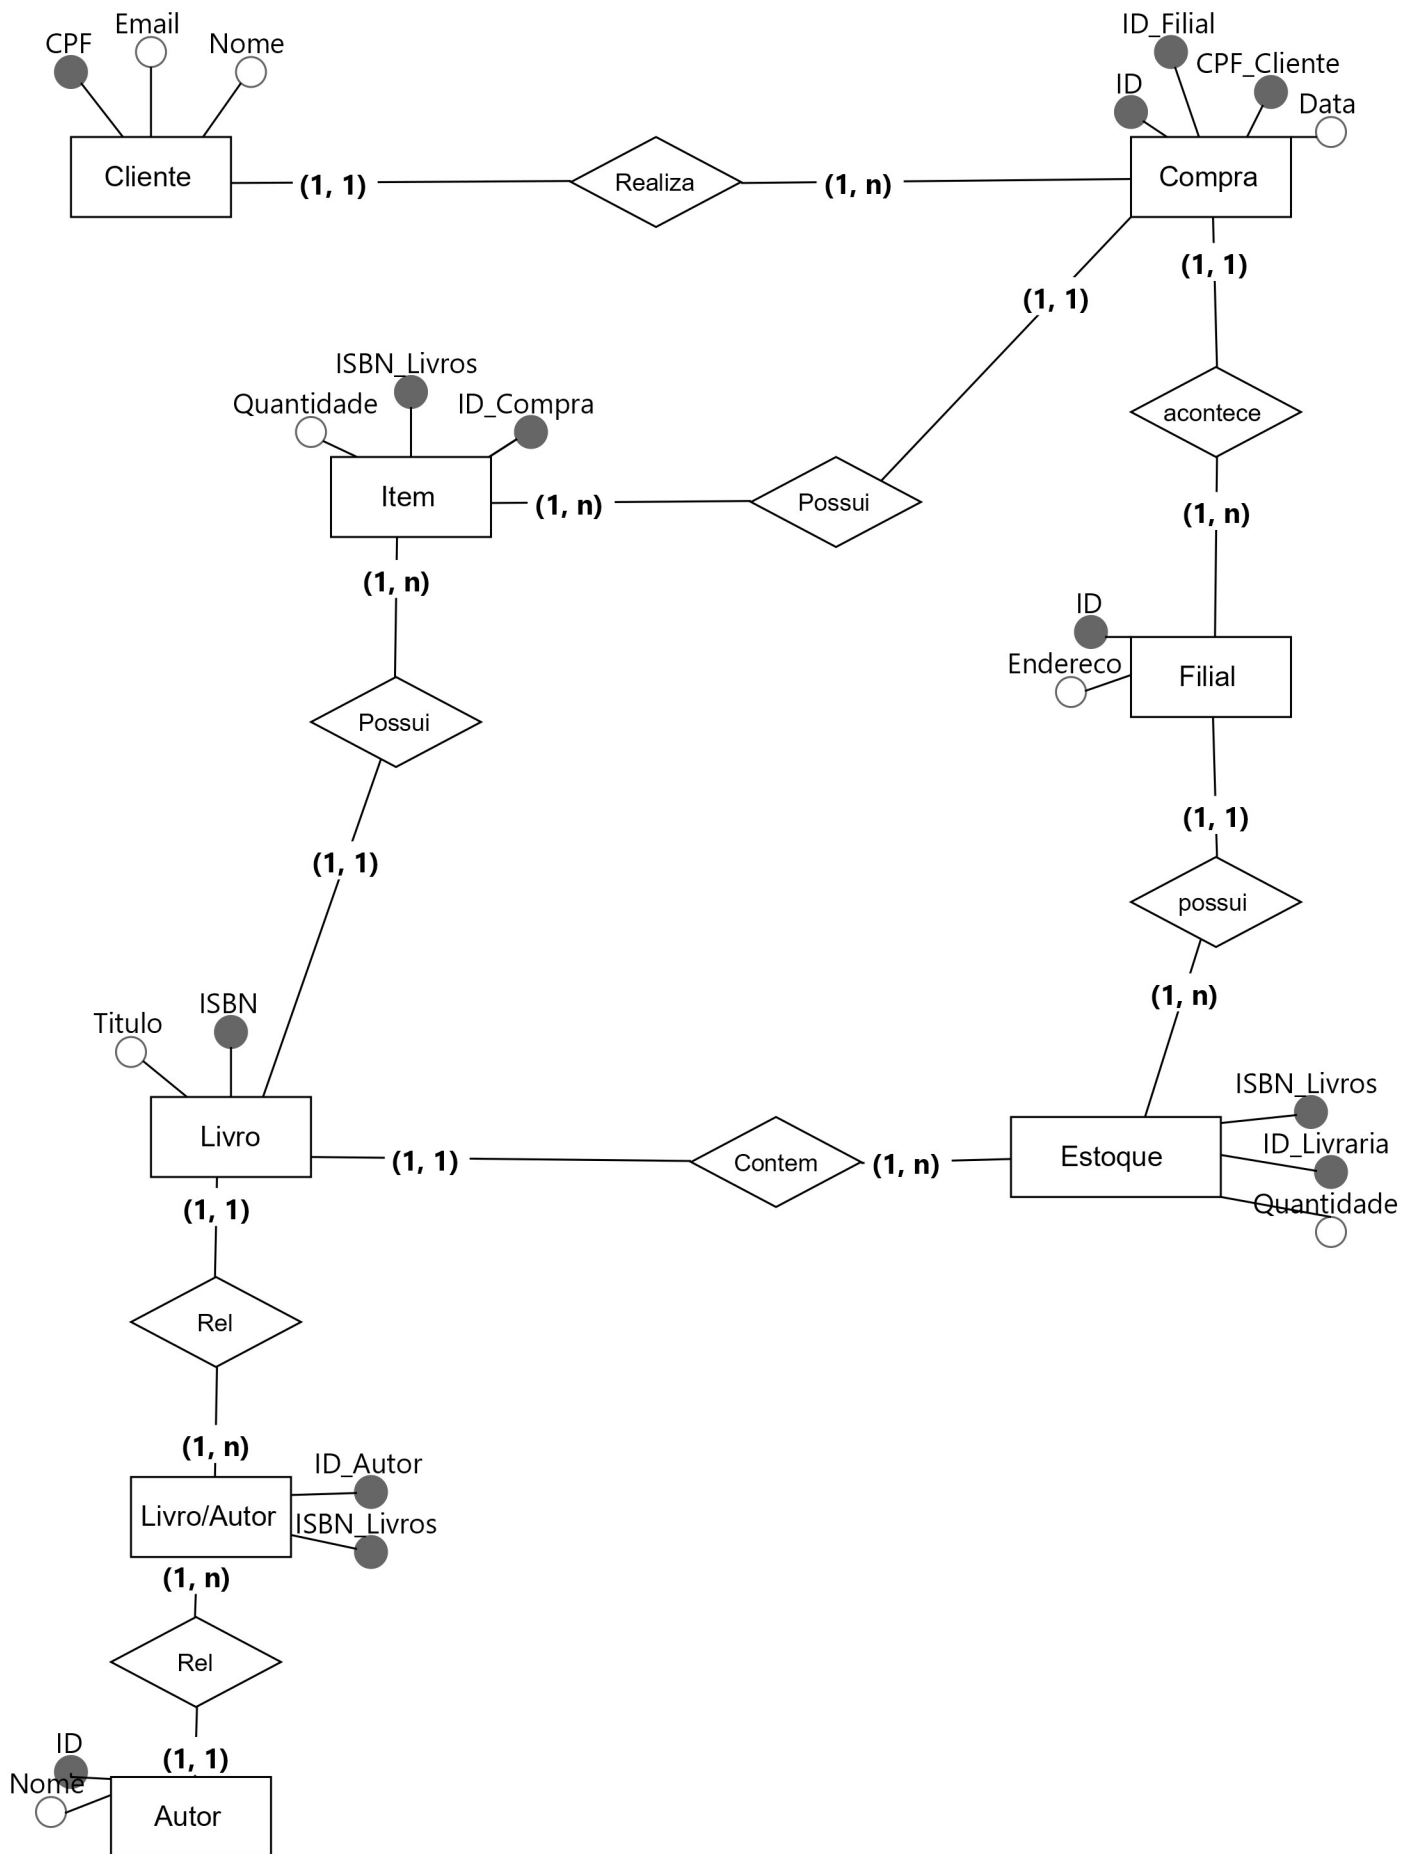 Email
CPF
Nome
Cliente
(1, 1)
Realiza
(1, n)
ID_Filial
CPF_Cliente
ID
Data
Compra
(1, 1)
(1, 1)
acontece
(1, n)
ISBN_Livros
Quantidade
ID_Compra
Item
(1, n)
Possui
(1, n)
Possui
(1, 1)
ID
Endereco
Filial
(1, 1)
possui
(1, n)
ISBN
Titulo
Livro
(1, 1)
Contem
(1, n)
Estoque
ISBN_Livros
ID_Livraria
Quantidade
(1, 1)
Rel
(1, n)
Livro/Autor
ID_Autor
ISBN_Livros
(1, n)
Rel
(1, 1)
ID
Nome
Autor